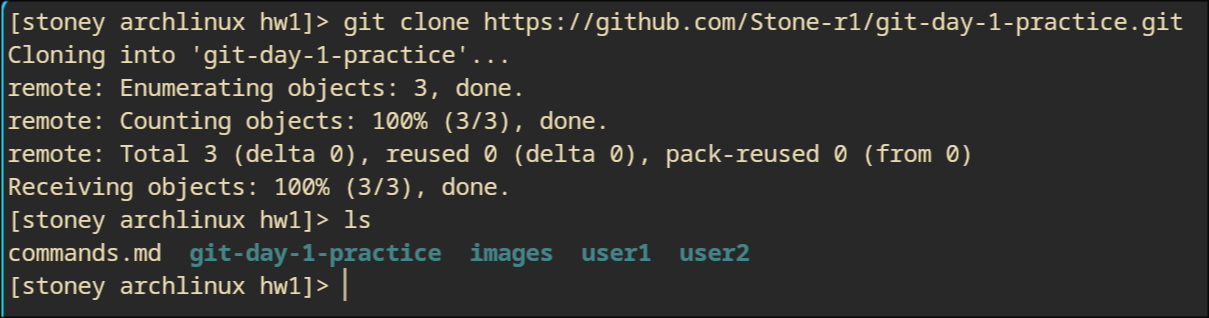 [stoney archlinux hw1]> git clone https://github.com/Stone-r1/git-day-1-practice.git
Cloning into 'git-day-1-practice'...
remote: Enumerating objects: 3, done.
remote: Counting objects: 100% (3/3), done.
remote: Total 3 (delta 0), reused 0 (delta 0), pack-reused 0 (from 0)
Receiving objects: 100% (3/3), done.
[stoney archlinux hw1]> ls
commands.md  git-day-1-practice  images  user1  user2
[stoney archlinux hw1]>